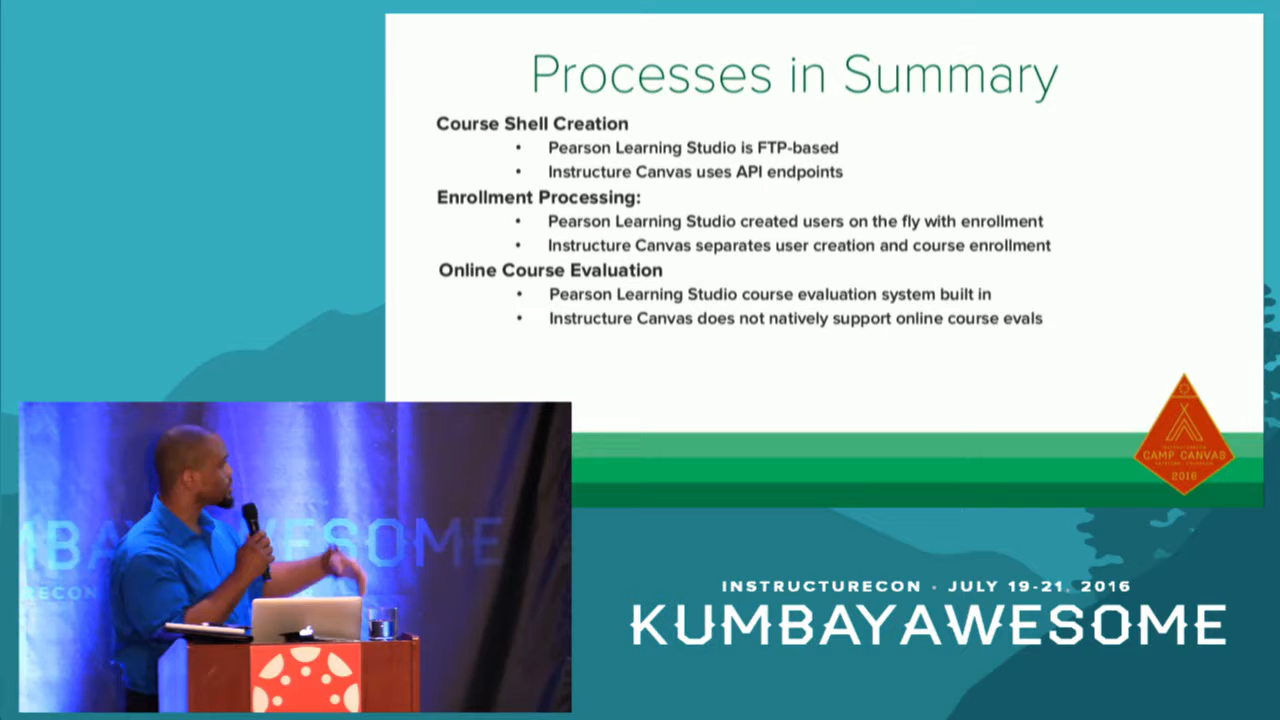 Processes in Summary
Course Shell Creation
• Pearson Learning Studio is FTP-based
• Instructure Canvas uses API endpoints
Enrollment Processing:
• Pearson Learning Studio created users on the fly with enrollment
• Instructure Canvas separates user creation and course enrollment
Online Course Evaluation
• Pearson Learning Studio course evaluation system built in
• Instructure Canvas does not natively support online course evals
CAMP CANVAS
2016
MBAYAWESOME
RECON
INSTRUCTURECON • JULY 19-21, 2016
KUMBAYAWESOME